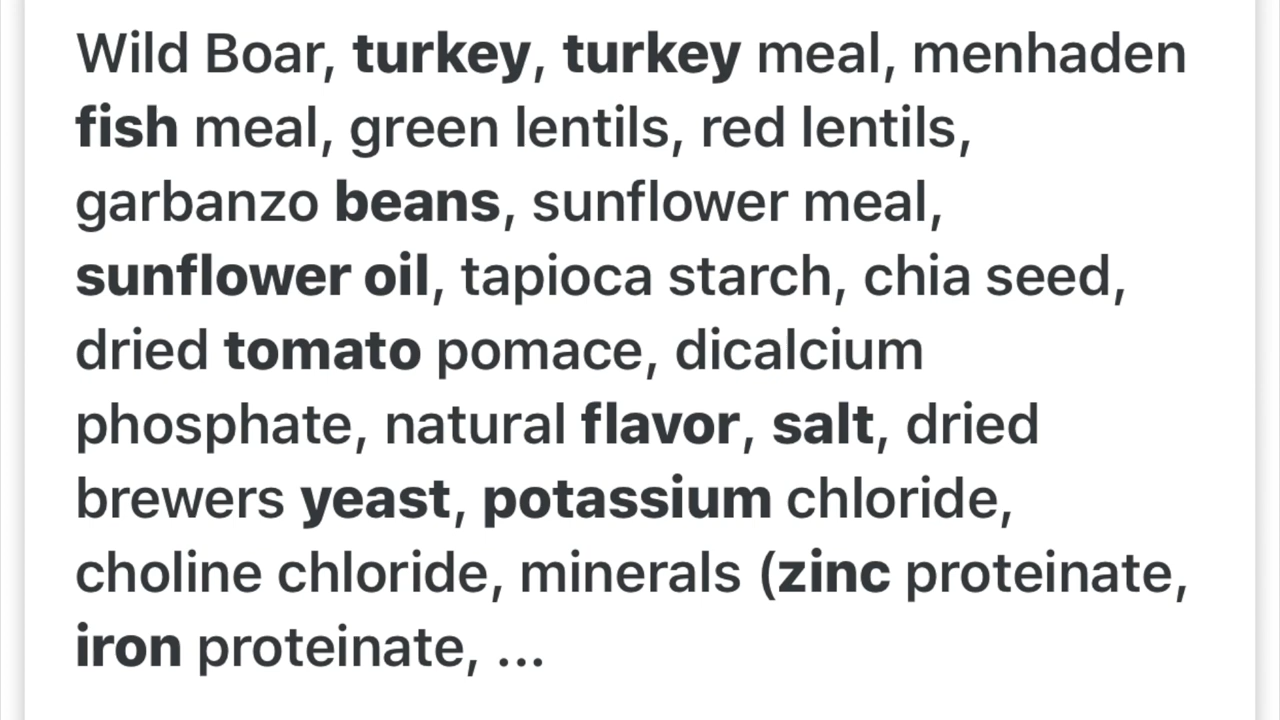 Wild Boar, turkey, turkey meal, menhaden
fish meal, green lentils, red lentils,
garbanzo beans, sunflower meal,
sunflower oil, tapioca starch, chia seed,
dried tomato pomace, dicalcium
phosphate, natural flavor, salt, dried
brewers yeast, potassium chloride,
choline chloride, minerals (zinc proteinate,
iron proteinate, ...